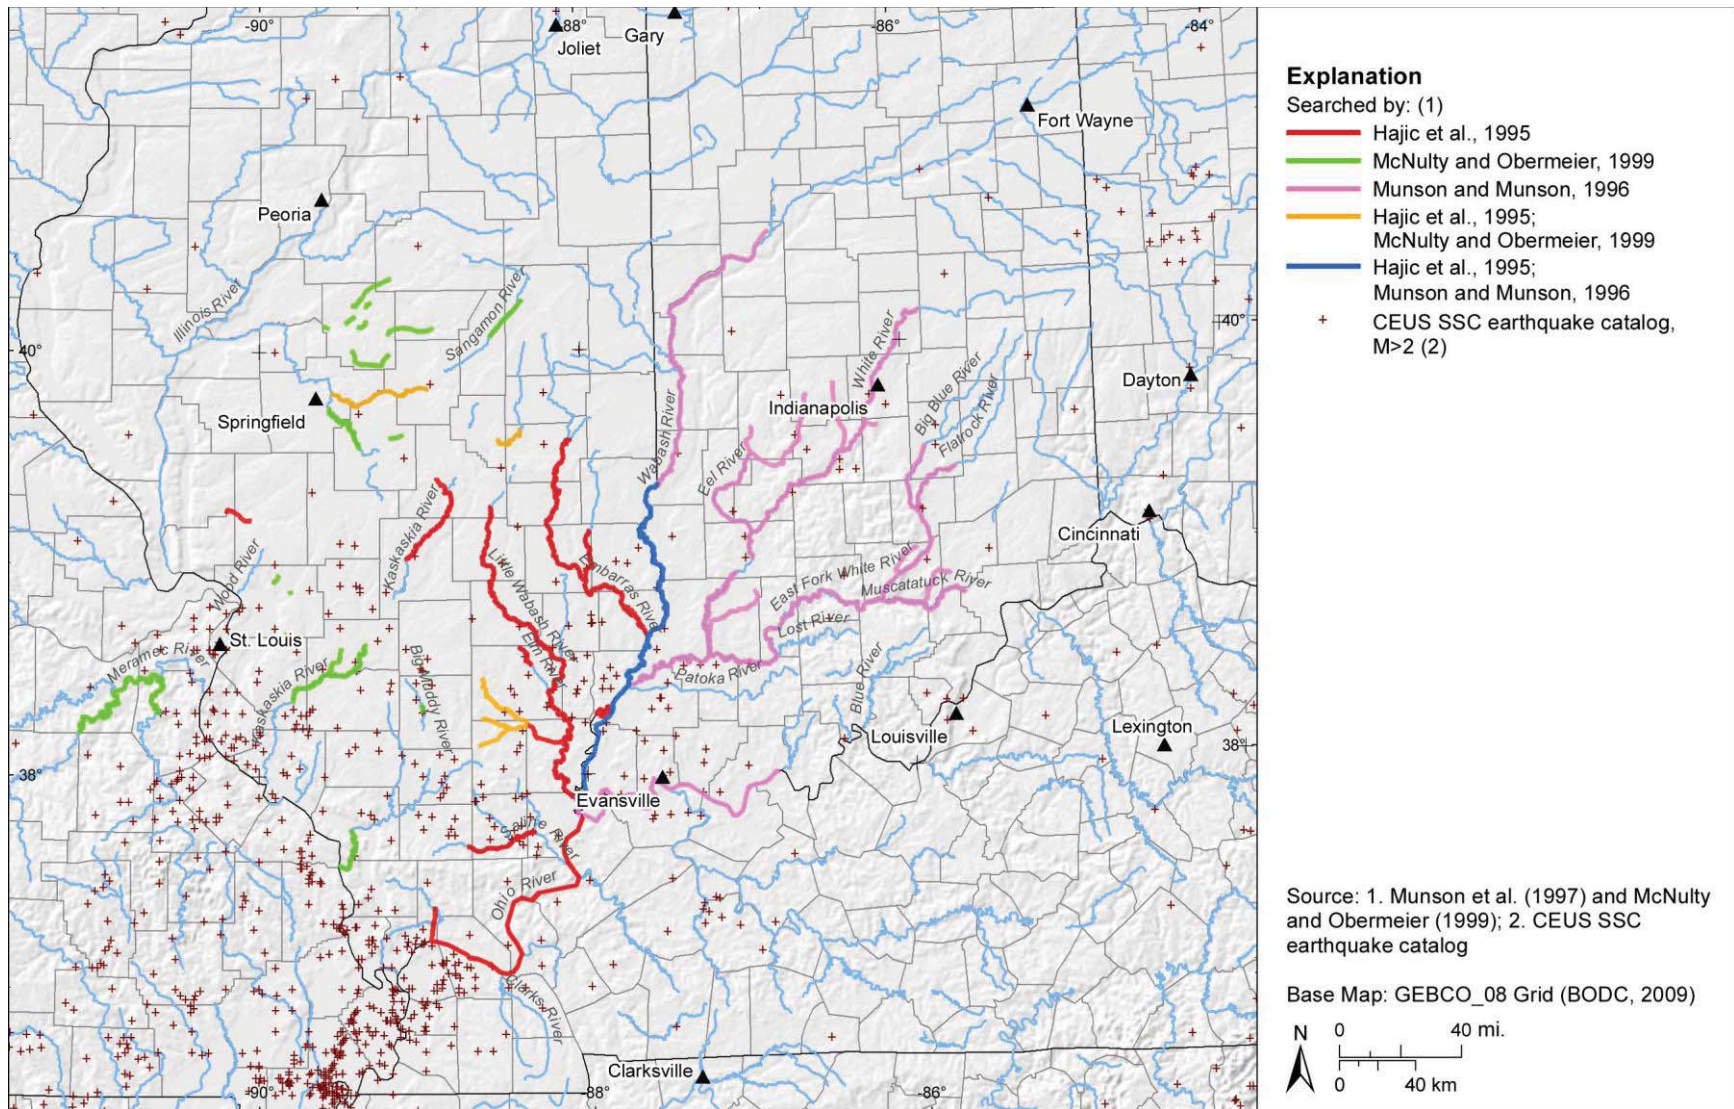 -90°
-88°
-86°
-84°
Joliet
Gary
Fort Wayne
Peoria
Illinois River
Sangamon River
40°
40°
White River
Dayton
Springfield
Indianapolis
Big Blue River
Flatrock River
Wabash River
Eel River
Kaskaskia River
Cincinnati
Wood River
Little Wabash River
Embarras River
East Fork White River
Muscatatuck River
St. Louis
Lost River
Meramec River
Elm River
Patoka River
Kaskaskia River
Big Muddy River
Blue River
Louisville
Lexington
38°
38°
Evansville
Saline River
Ohio River
Clarks River
Clarksville
-90°
-88°
-86°
Explanation
Searched by: (1)
Hajic et al., 1995
McNulty and Obermeier, 1999
Munson and Munson, 1996
Hajic et al., 1995;
McNulty and Obermeier, 1999
Hajic et al., 1995;
Munson and Munson, 1996
CEUS SSC earthquake catalog,
M>2 (2)
Source: 1. Munson et al. (1997) and McNulty
and Obermeier (1999); 2. CEUS SSC
earthquake catalog
Base Map: GEBCO_08 Grid (BODC, 2009)
N
0 40 mi.
0 40 km